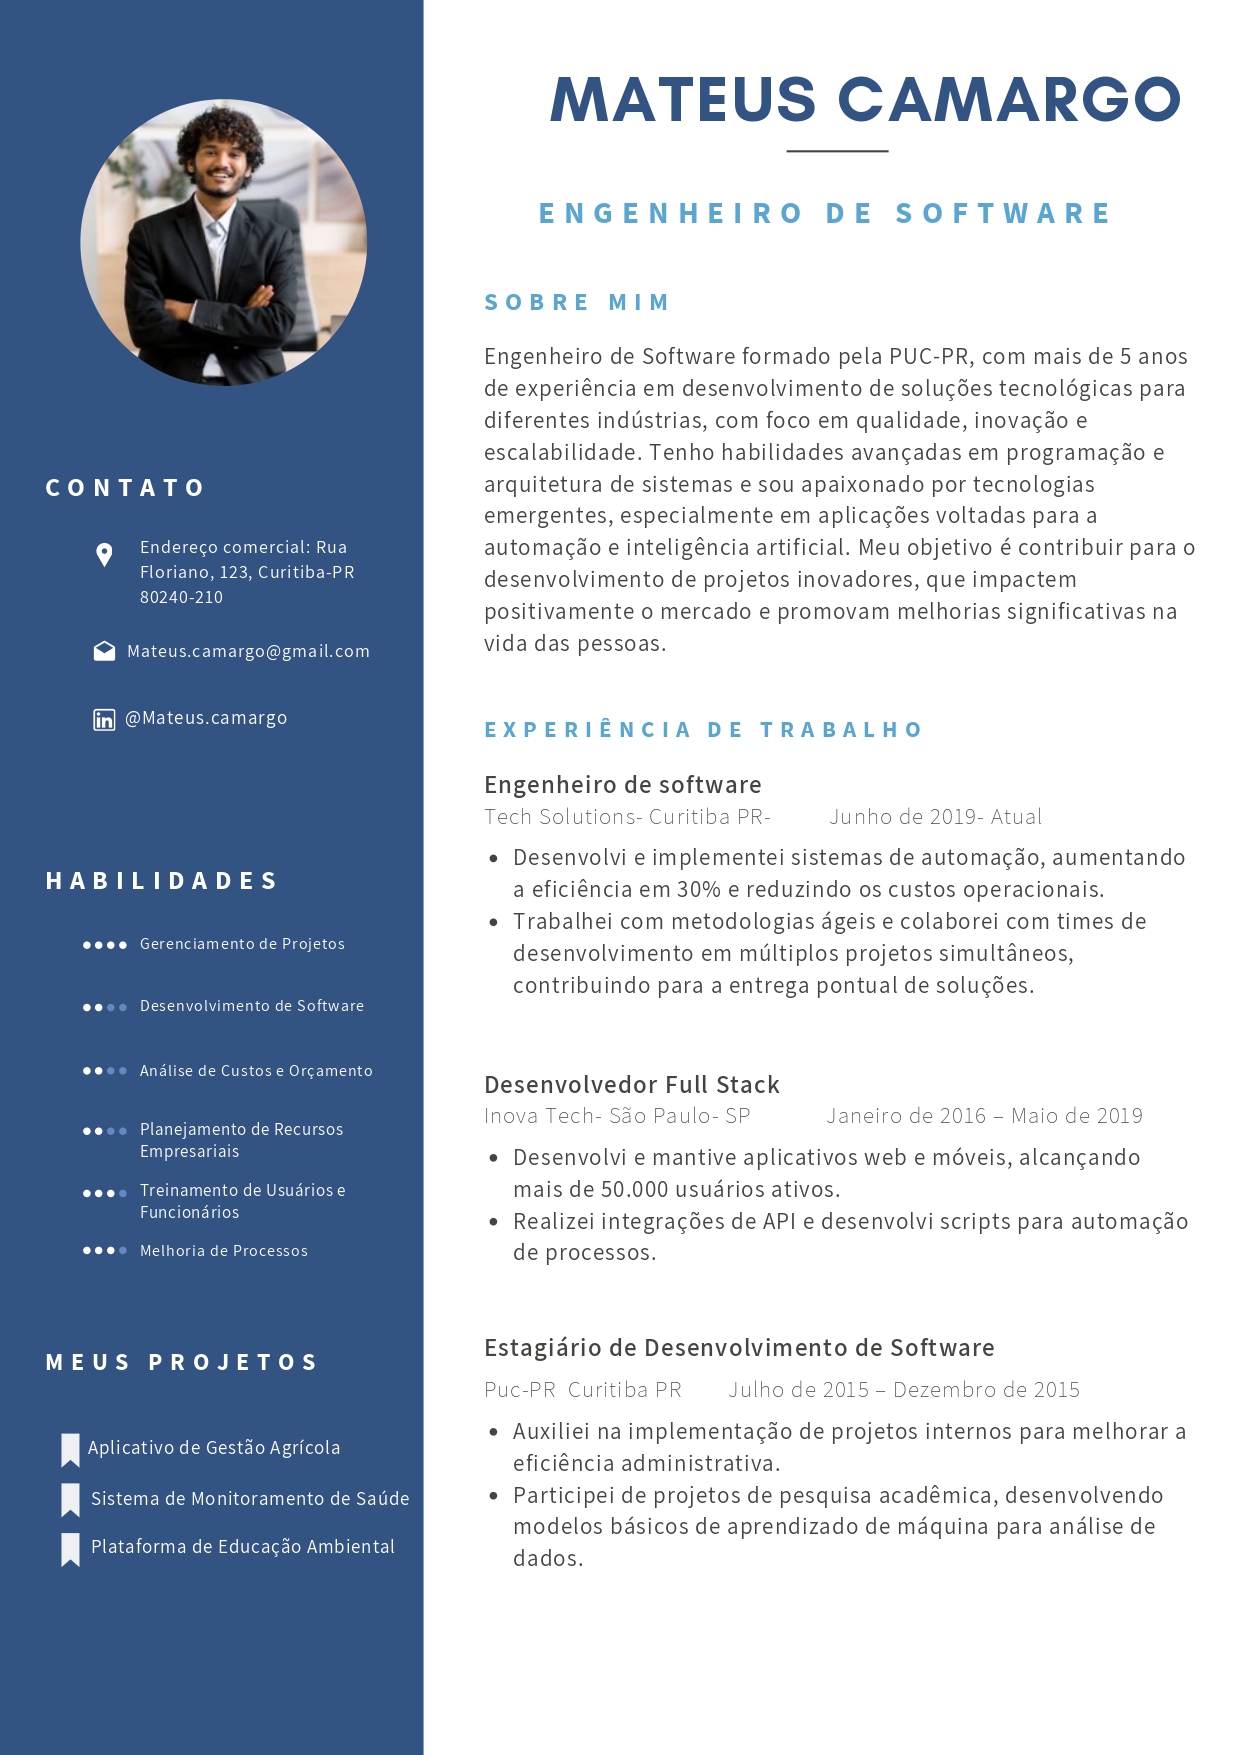 MATEUS CAMARGO
ENGENHEIRO DE SOFTWARE
CONTATO
Endereço comercial: Rua
Floriano, 123, Curitiba-PR
80240-210
Mateus.camargo@gmail.com
@Mateus.camargo
HABILIDADES
Gerenciamento de Projetos
Desenvolvimento de Software
Análise de Custos e Orçamento
Planejamento de Recursos
Empresariais
Treinamento de Usuários e
Funcionários
Melhoria de Processos
MEUS PROJETOS
Aplicativo de Gestão Agrícola
Sistema de Monitoramento de Saúde
Plataforma de Educação Ambiental
SOBRE MIM
Engenheiro de Software formado pela PUC-PR, com mais de 5 anos
de experiência em desenvolvimento de soluções tecnológicas para
diferentes indústrias, com foco em qualidade, inovação e
escalabilidade. Tenho habilidades avançadas em programação e
arquitetura de sistemas e sou apaixonado por tecnologias
emergentes, especialmente em aplicações voltadas para a
automação e inteligência artificial. Meu objetivo é contribuir para o
desenvolvimento de projetos inovadores, que impactem
positivamente o mercado e promovam melhorias significativas na
vida das pessoas.
EXPERIÊNCIA DE TRABALHO
Engenheiro de software
Tech Solutions- Curitiba PR- Junho de 2019- Atual
• Desenvolvi e implementei sistemas de automação, aumentando
a eficiência em 30% e reduzindo os custos operacionais.
• Trabalhei com metodologias ágeis e colaborei com times de
desenvolvimento em múltiplos projetos simultâneos,
contribuindo para a entrega pontual de soluções.
Desenvolvedor Full Stack
Inova Tech- São Paulo- SP Janeiro de 2016 – Maio de 2019
• Desenvolvi e mantive aplicativos web e móveis, alcançando
mais de 50.000 usuários ativos.
• Realizei integrações de API e desenvolvi scripts para automação
de processos.
Estagiário de Desenvolvimento de Software
Puc-PR Curitiba PR Julho de 2015 – Dezembro de 2015
• Auxiliei na implementação de projetos internos para melhorar a
eficiência administrativa.
• Participei de projetos de pesquisa acadêmica, desenvolvendo
modelos básicos de aprendizado de máquina para análise de
dados.